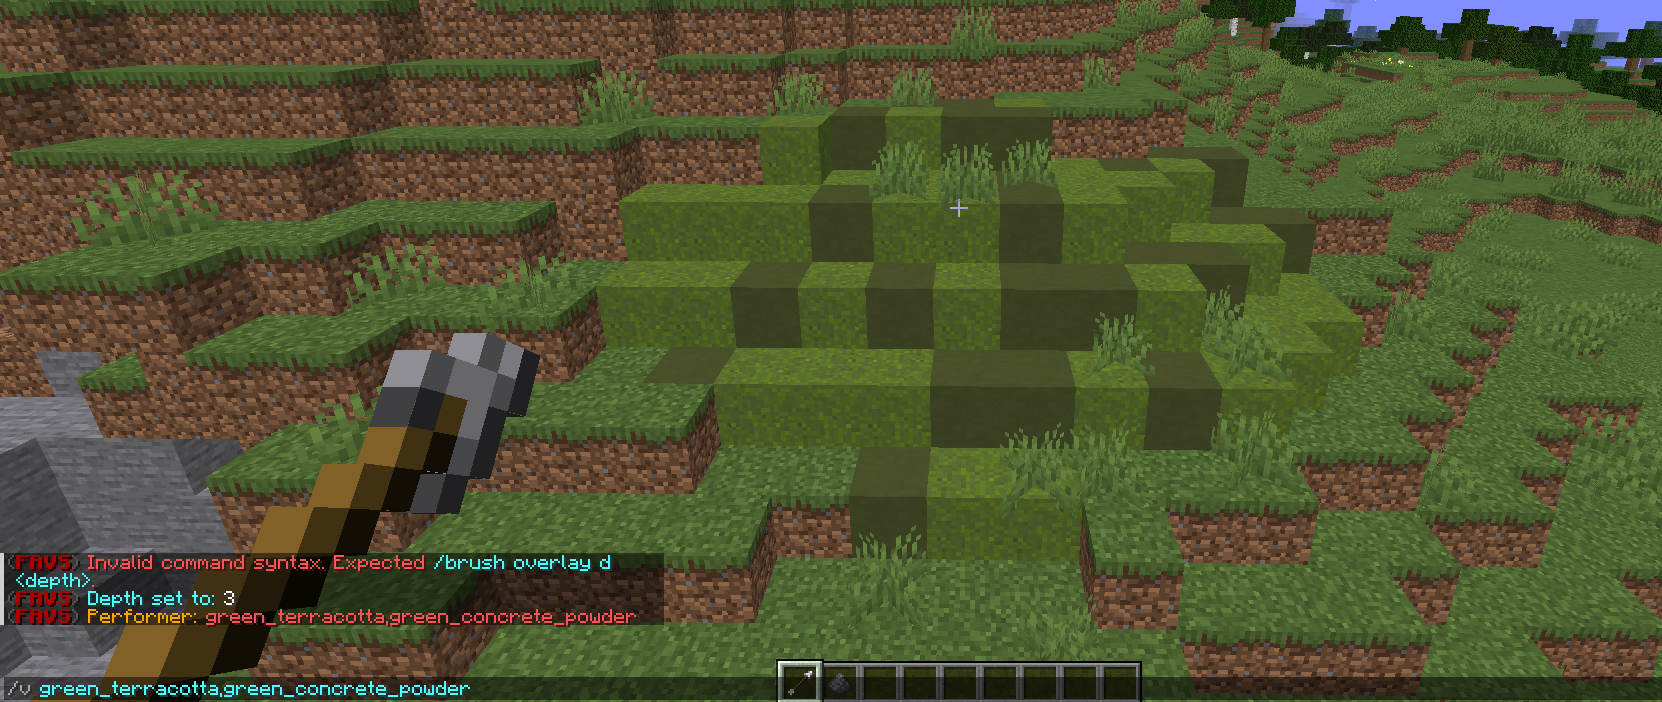 (FAVS) Invalid command syntax. Expected /brush overlay d
<depth>.
(FAVS) Depth set to: 3
(FAVS) Performer: green_terracotta,green_concrete_powder
/v green_terracotta,green_concrete_powder